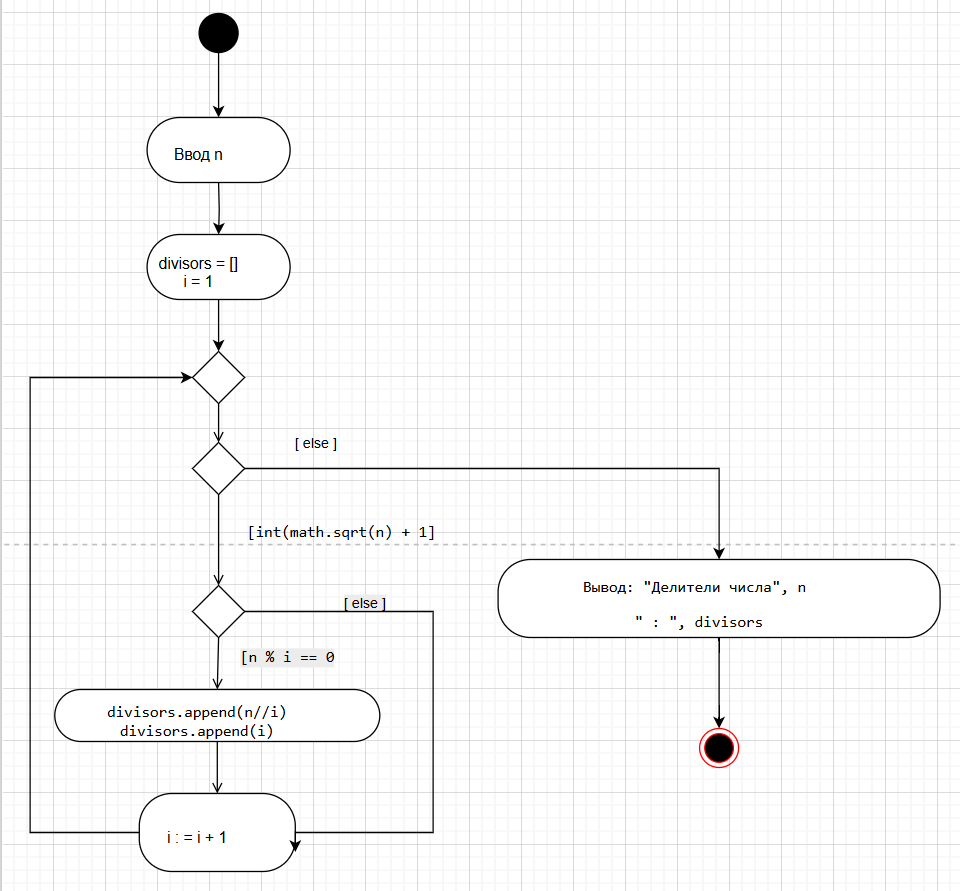 Ввод n
divisors = []
i = 1
[ else ]
[int(math.sqrt(n) + 1]
[ else ]
[n % i == 0
divisors.append(n//i)
divisors.append(i)
i : = i + 1
Вывод: "Делители числа", n
" : ", divisors